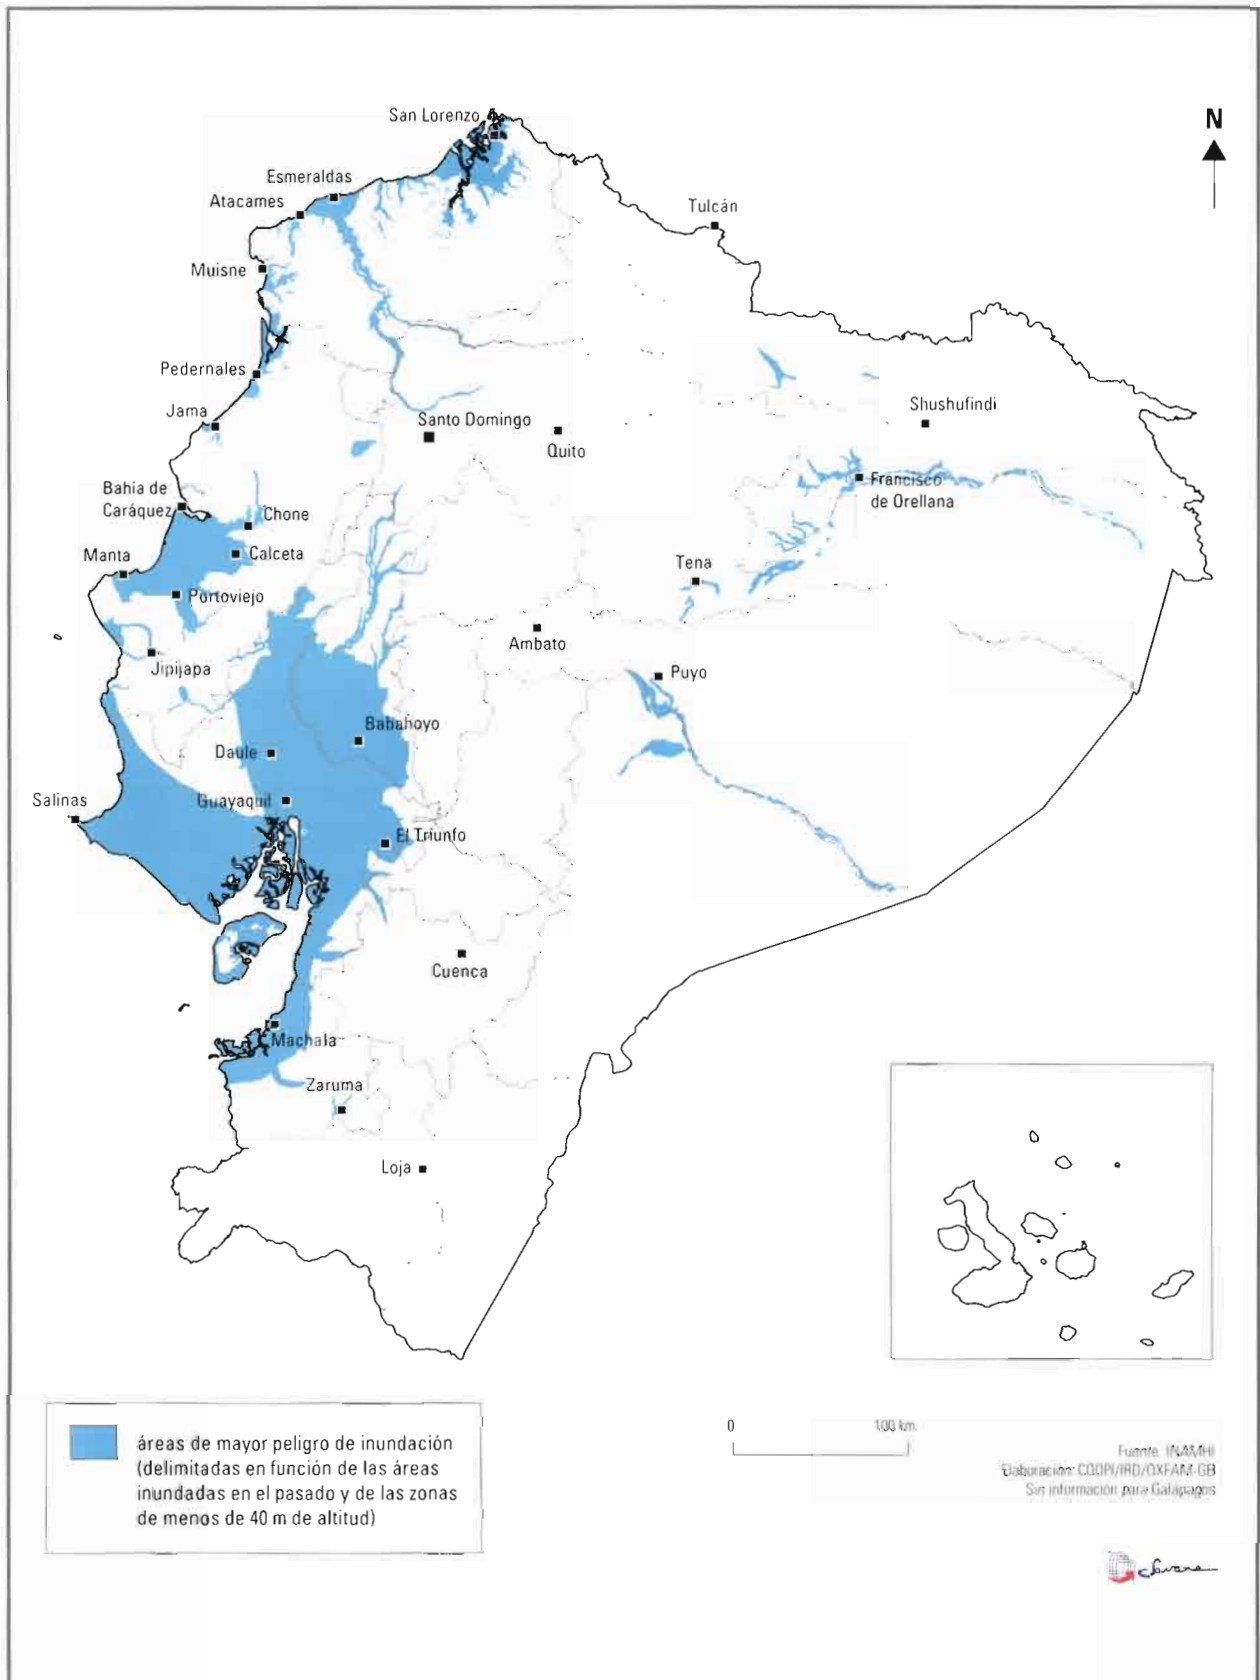 N
San Lorenzo
Esmeraldas
Atacames
Tulcán
Muisne
Pedernales
Jama
Santo Domingo
Quito
Shushufindi
Bahía de
Caráquez
Chone
Francisco
de Orellana
Manta
Calceta
Portoviejo
Tena
Jipijapa
Ambato
Puyo
Babahoyo
Daule
Salinas
Guayaquil
El Triunfo
Cuenca
Machala
Zaruma
Loja
áreas de mayor peligro de inundación
(delimitadas en función de las áreas
inundadas en el pasado y de las zonas
de menos de 40 m de altitud)
0 100 km.
Fuente: INAMHI
Elaboración: COOPI/IRD/OXFAM-GB
Sin información para Galápagos
Savane